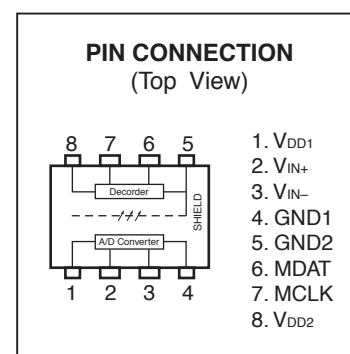 PIN CONNECTION
(Top View)
8 7 6 5
Decorder
SHIELD
A/D Converter
1 2 3 4
1. VDD1
2. VIN+
3. VIN–
4. GND1
5. GND2
6. MDAT
7. MCLK
8. VDD2